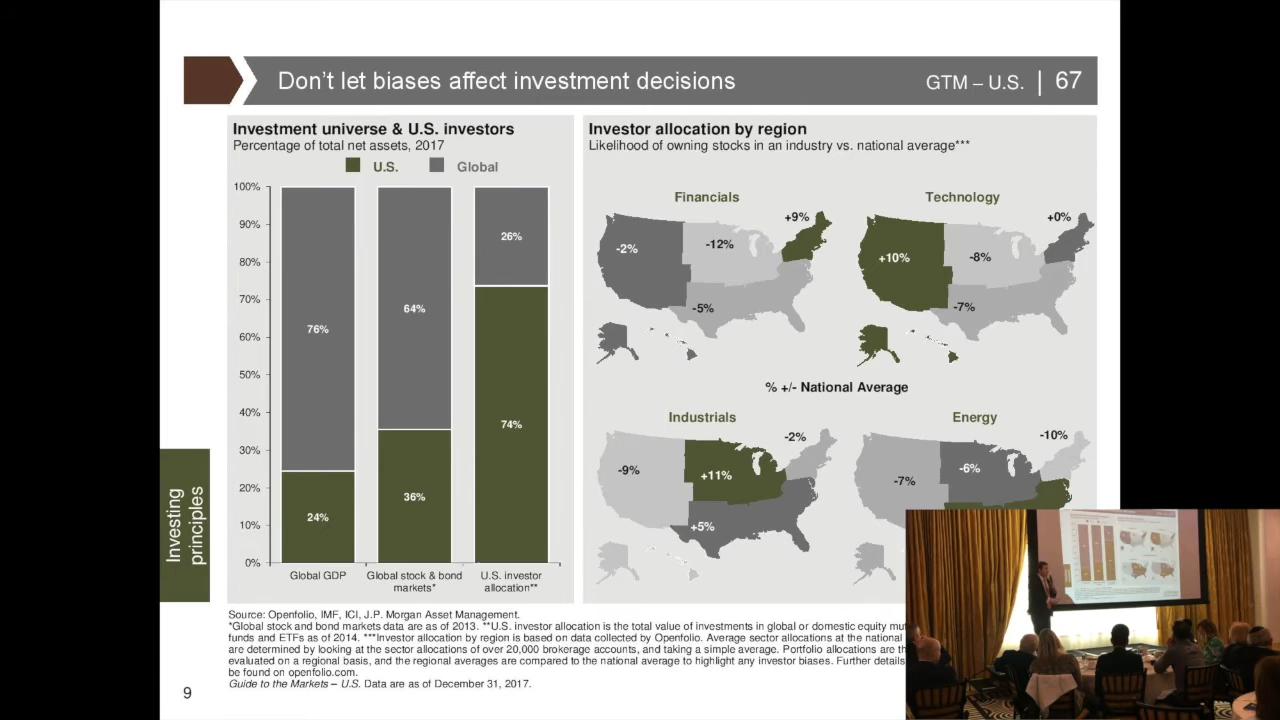 Don't let biases affect investment decisions
GTM – U.S. | 67
Investment universe & U.S. investors
Percentage of total net assets, 2017
U.S. Global
100%
90%
80%
70%
60%
50%
40%
30%
20%
10%
0%
76%
24%
64%
36%
26%
74%
Global GDP
Global stock & bond
markets*
U.S. investor
allocation**
Investor allocation by region
Likelihood of owning stocks in an industry vs. national average***
Financials
+9%
-2%
-12%
-5%
Technology
+0%
+10%
-8%
-7%
% +/- National Average
Industrials
-2%
-9%
+11%
+5%
Energy
-10%
-6%
-7%
Investing
principles
Source: Openfolio, IMF, ICI, J.P. Morgan Asset Management.
*Global stock and bond markets data are as of 2013. **U.S. investor allocation is the total value of investments in global or domestic equity
funds and ETFs as of 2014. ***Investor allocation by region is based on data collected by Openfolio. Average sector allocations at the national
are determined by looking at the sector allocations of over 20,000 brokerage accounts, and taking a simple average. Portfolio allocations are
evaluated on a regional basis, and the regional averages are compared to the national average to highlight any investor biases. Further details
be found on openfolio.com.
Guide to the Markets – U.S. Data are as of December 31, 2017.
9